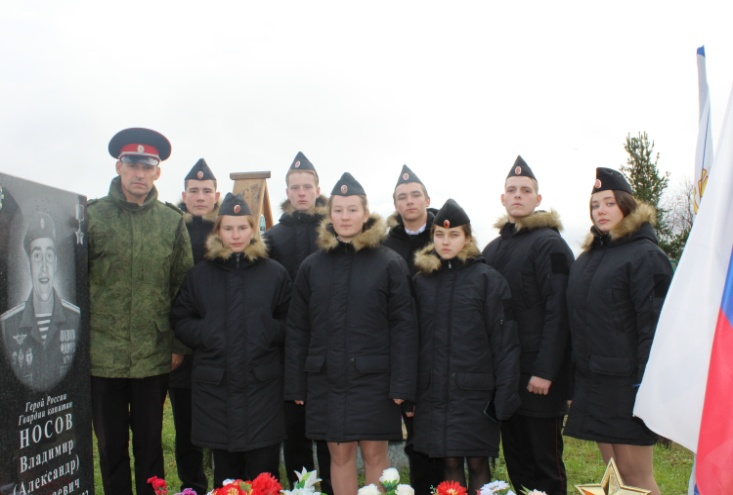 Герой России
Гвардии капитан
НОСОВ
Владимир
(Александр)